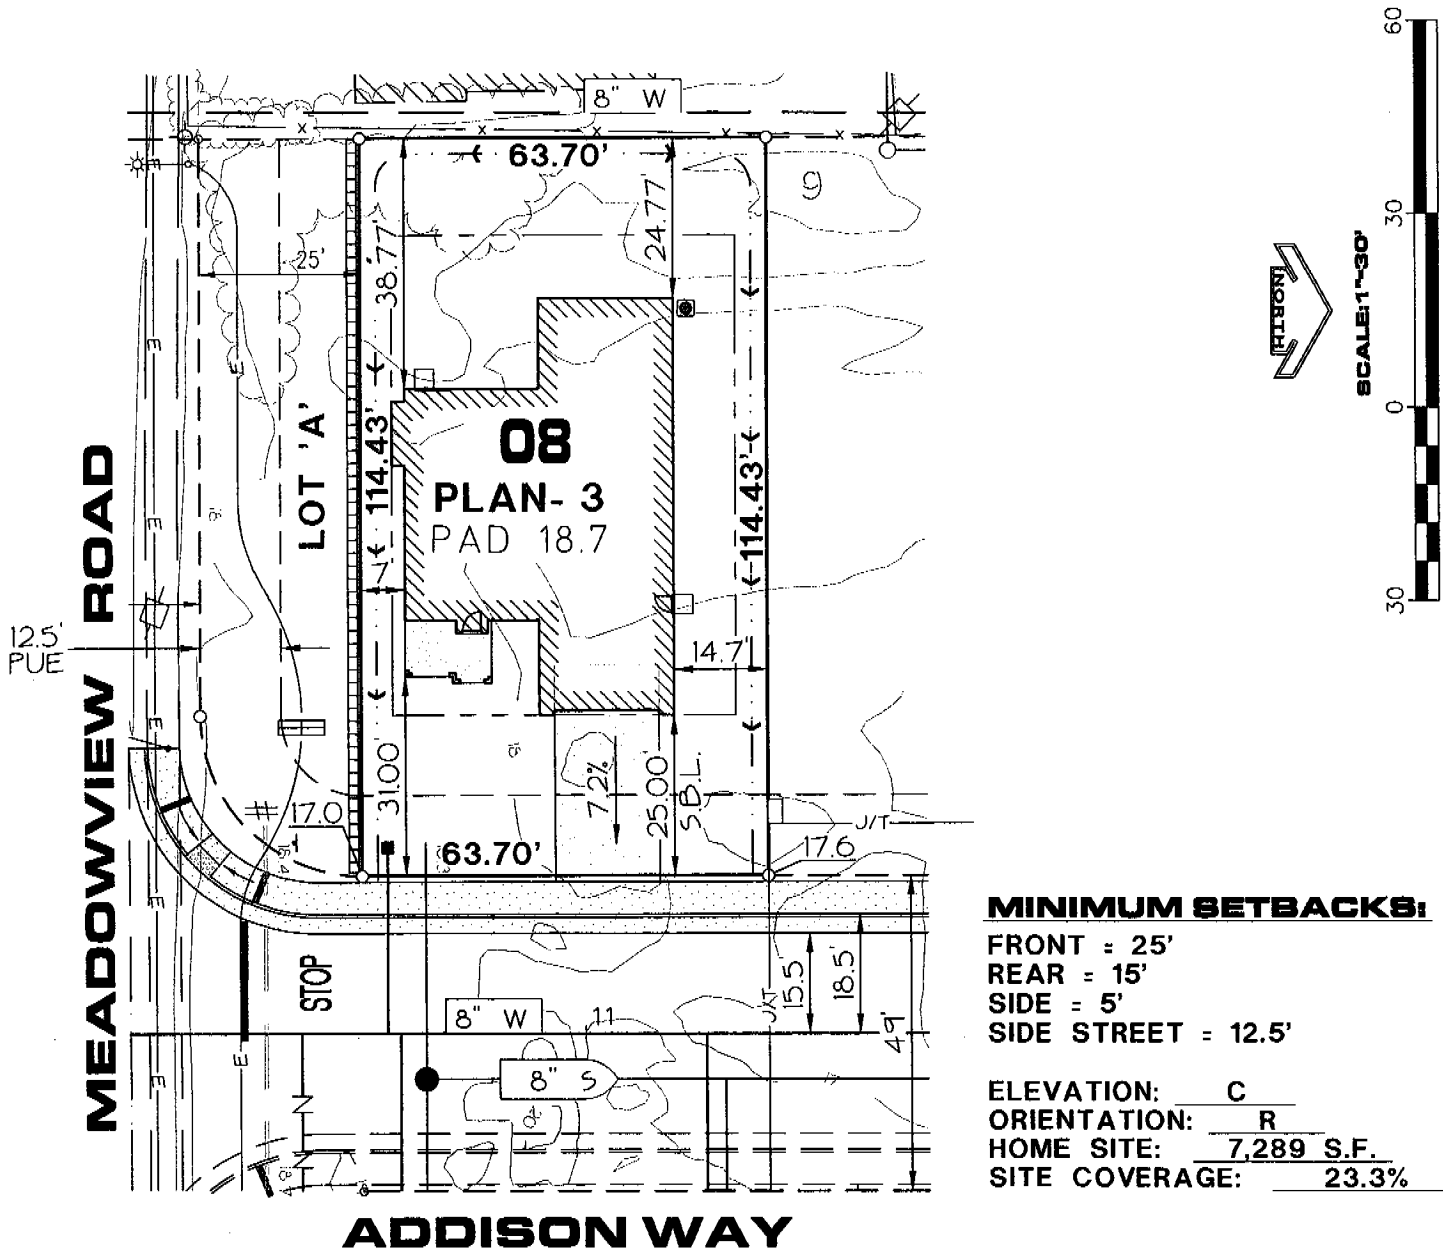 60
8" W
63.70'
9
24.77'
38.77'
25'
30
NORTH
SCALE:1"=30'
0
30
E
E
E
LOT 'A'
114.43'
08
PLAN- 3
PAD 18.7
114.43'
7'
12.5'
PUE
MEADOWVIEW ROAD
E
E
14.7'
31.00'
7.2%
25.00'
S.B.L.
17.0
63.70'
J/T
17.6
E
STOP
8" W
11
J/T
15.5'
18.5'
49'
E
E
8" S
N
N
MINIMUM SETBACKS:
FRONT = 25'
REAR = 15'
SIDE = 5'
SIDE STREET = 12.5'
ELEVATION: C
ORIENTATION: R
HOME SITE: 7,289 S.F.
SITE COVERAGE: 23.3%
ADDISON WAY